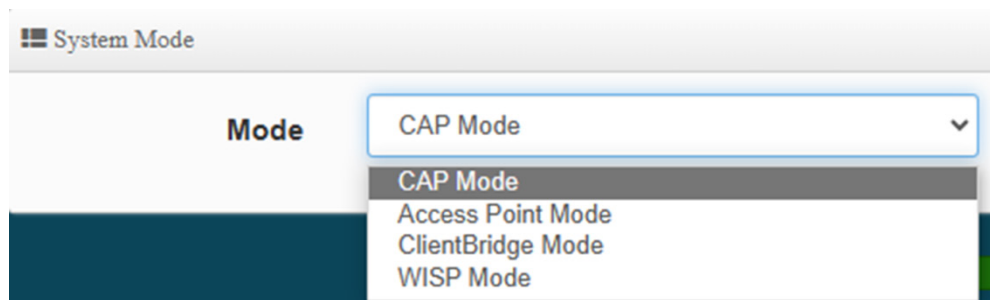 System Mode
Mode
CAP Mode
CAP Mode
Access Point Mode
ClientBridge Mode
WISP Mode